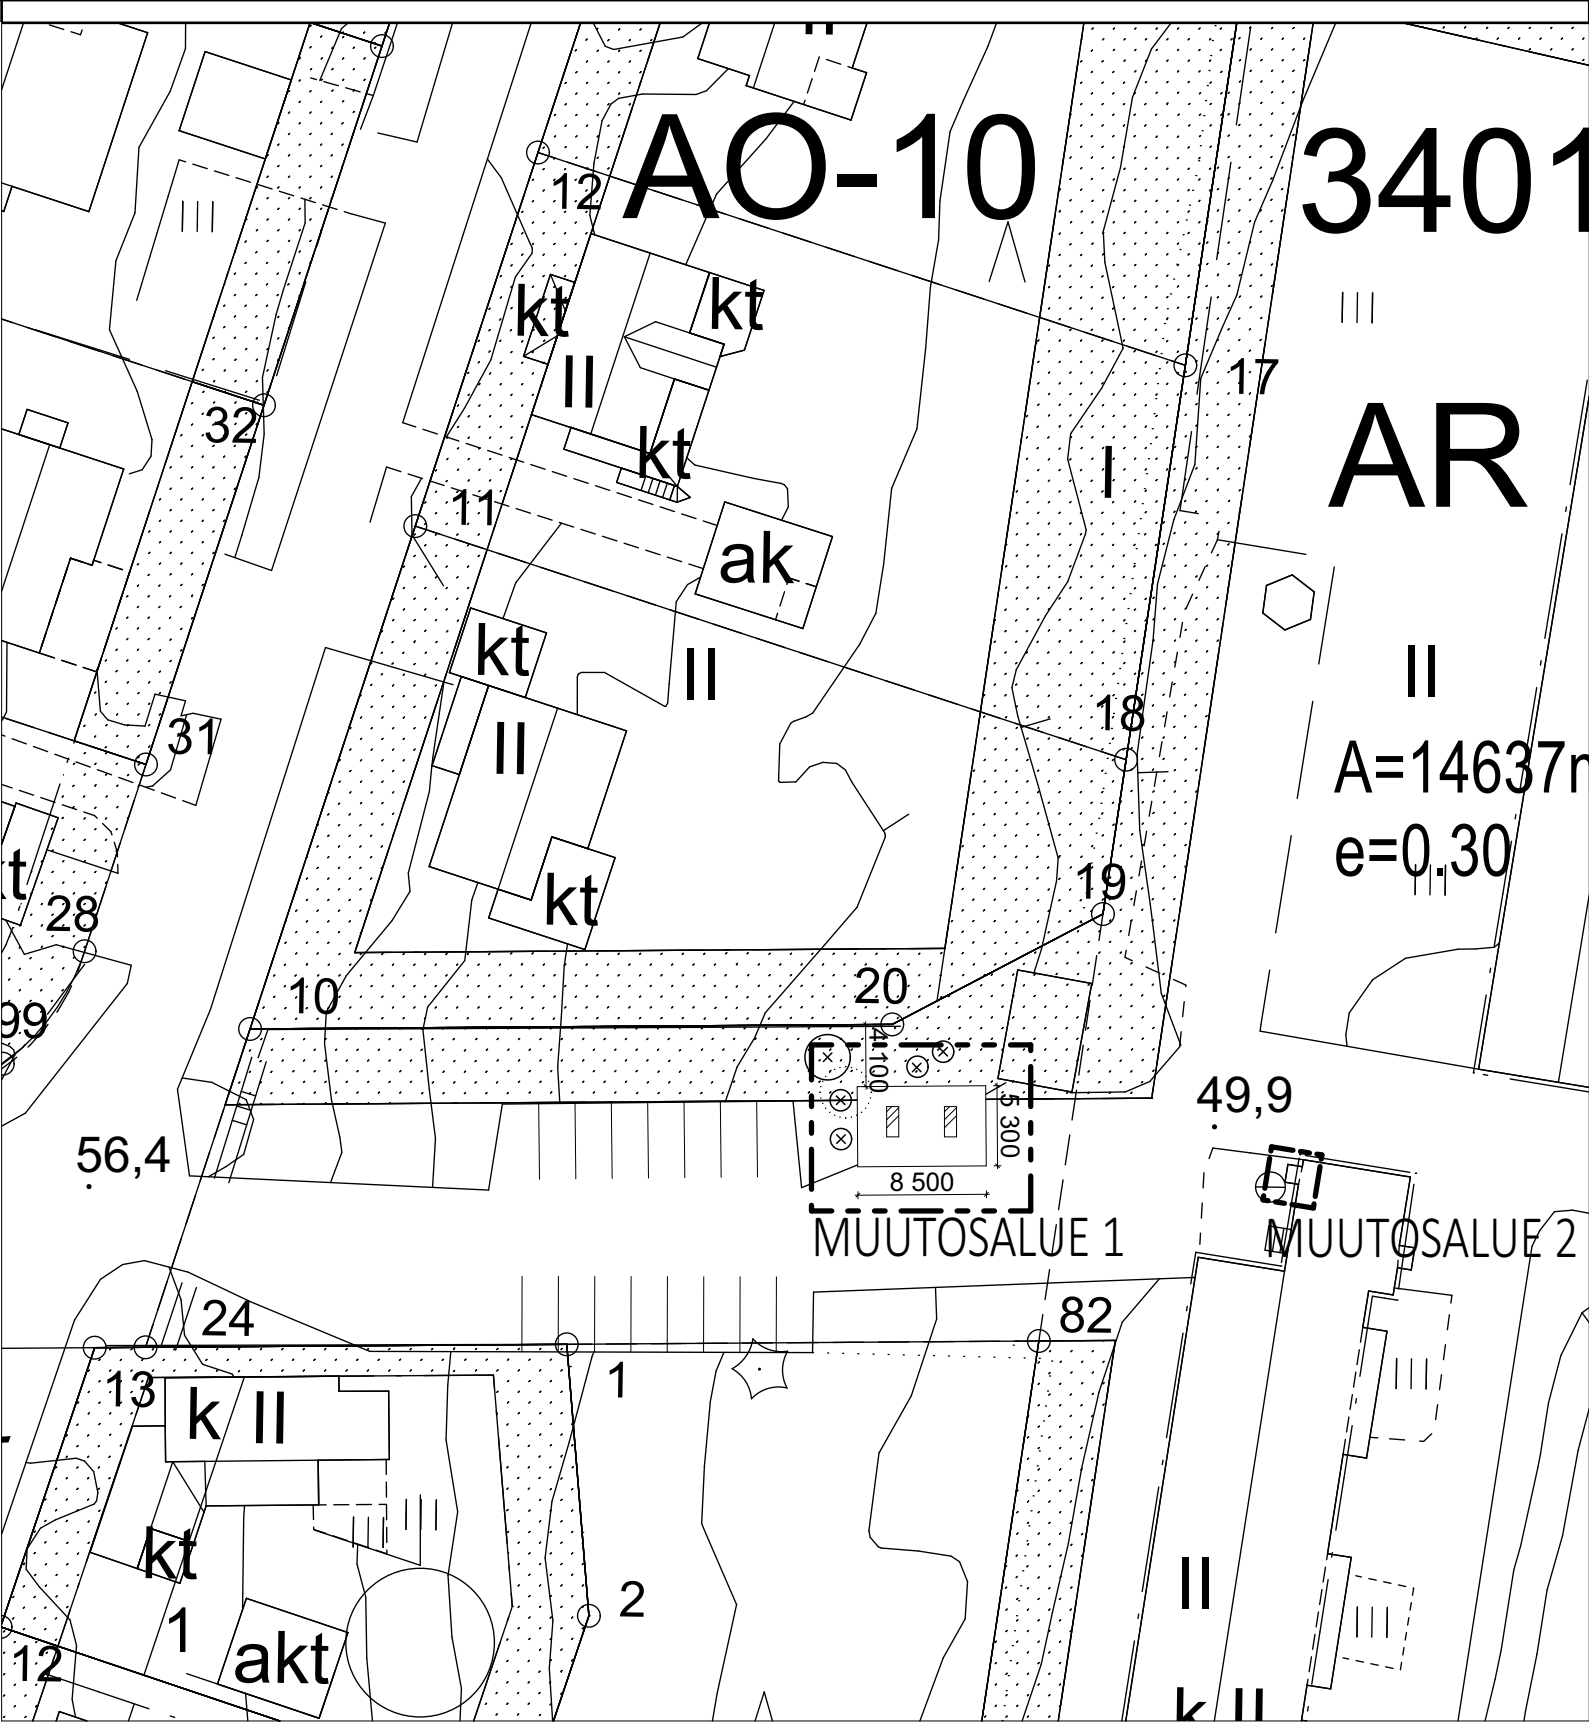 II
AO-10
3401
12
kt
kt
II
17
32
kt
AR
I
11
ak
kt
II
II
18
31
II
A=14637
e=0.30
19
kt
28
10
20
99
4 100
49,9
5 300
56,4
8 500
MUUTOSALUE 1
MUUTOSALUE 2
24
82
13
1
k II
kt
II
2
1
12
akt
k II